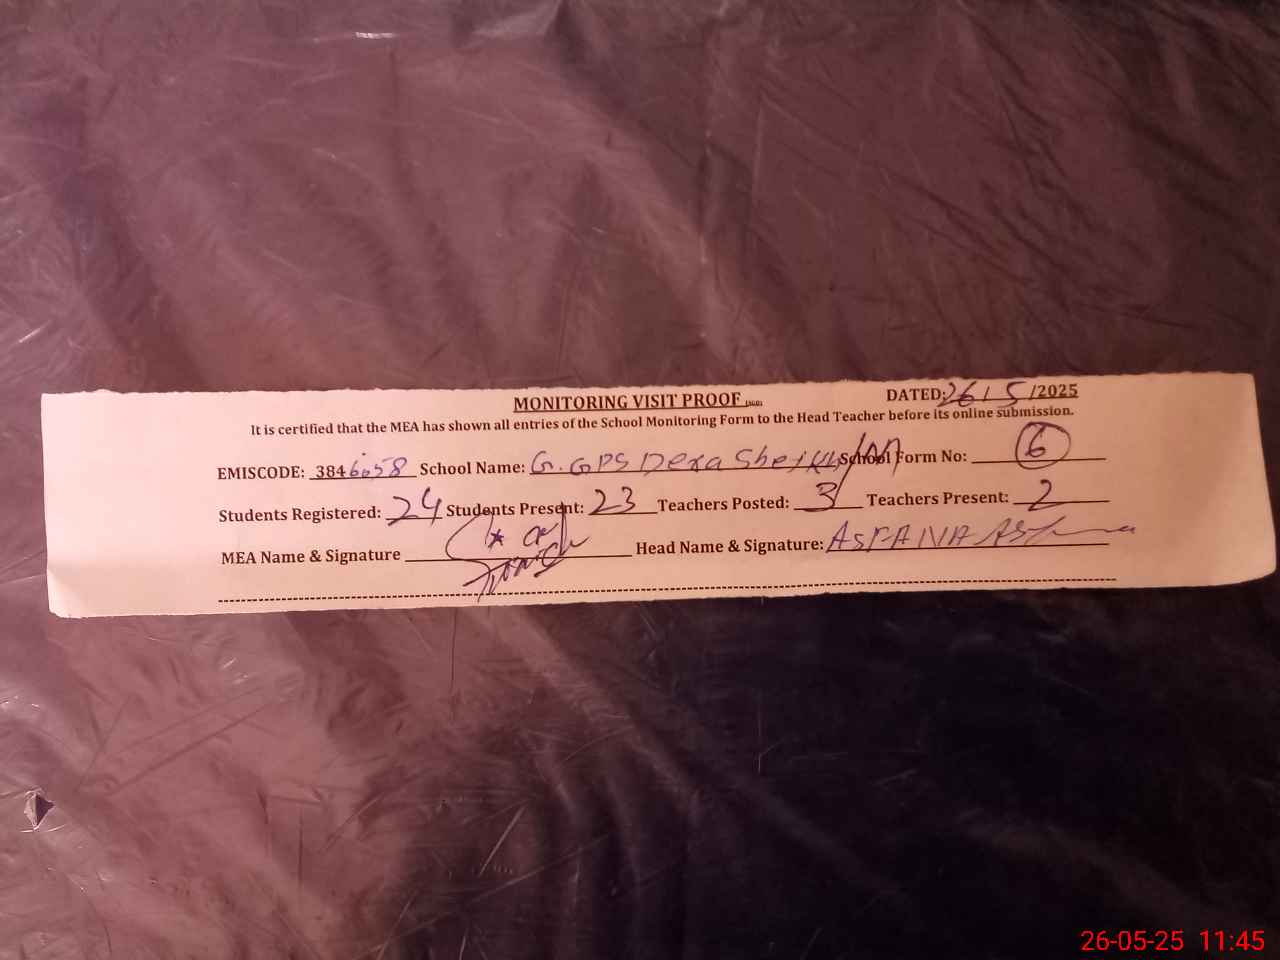 MONITORING VISIT PROOF DATED: 26/5/2025
It is certified that the MEA has shown all entries of the School Monitoring Form to the Head Teacher before its online submission.
EMISCODE: 3846058 School Name: G.GPS Dera Sheikh School Form No: 6
Students Registered: 24 Students Present: 23 Teachers Posted: 3 Teachers Present: 2
MEA Name & Signature Head Name & Signature:
26-05-25 11:45